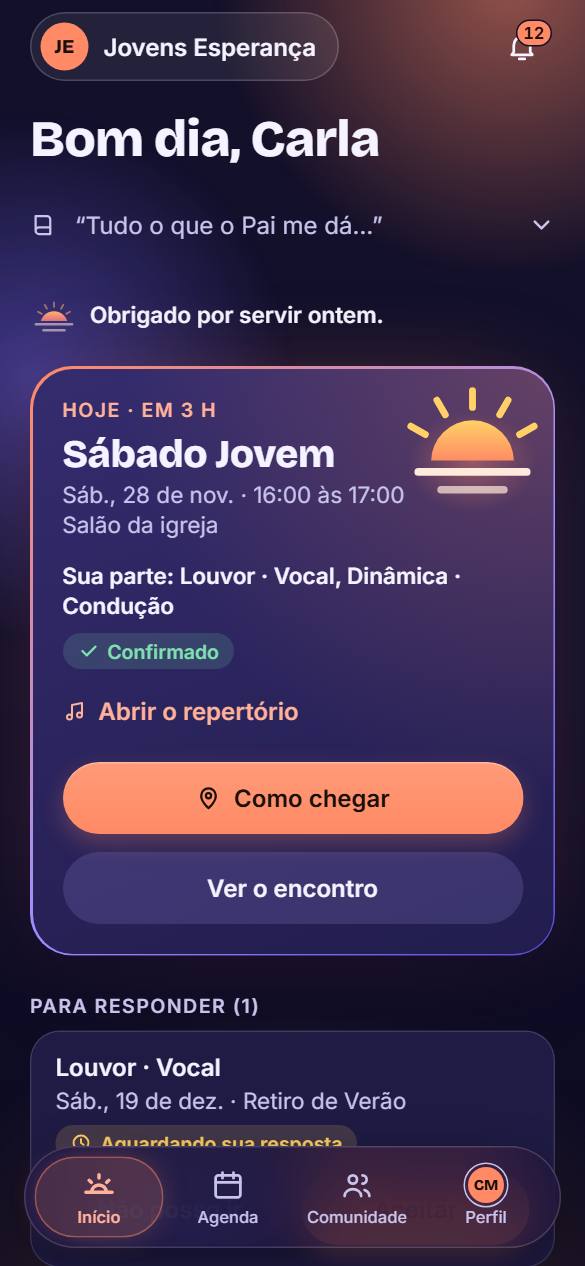 JE Jovens Esperança
12
Bom dia, Carla
“Tudo o que o Pai me dá...”
Obrigado por servir ontem.
HOJE · EM 3 H
Sábado Jovem
Sáb., 28 de nov. · 16:00 às 17:00
Salão da igreja
Sua parte: Louvor · Vocal, Dinâmica ·
Condução
Confirmado
Abrir o repertório
Como chegar
Ver o encontro
PARA RESPONDER (1)
Louvor · Vocal
Sáb., 19 de dez. · Retiro de Verão
Aguardando sua resposta
CM
Início Agenda Comunidade Perfil